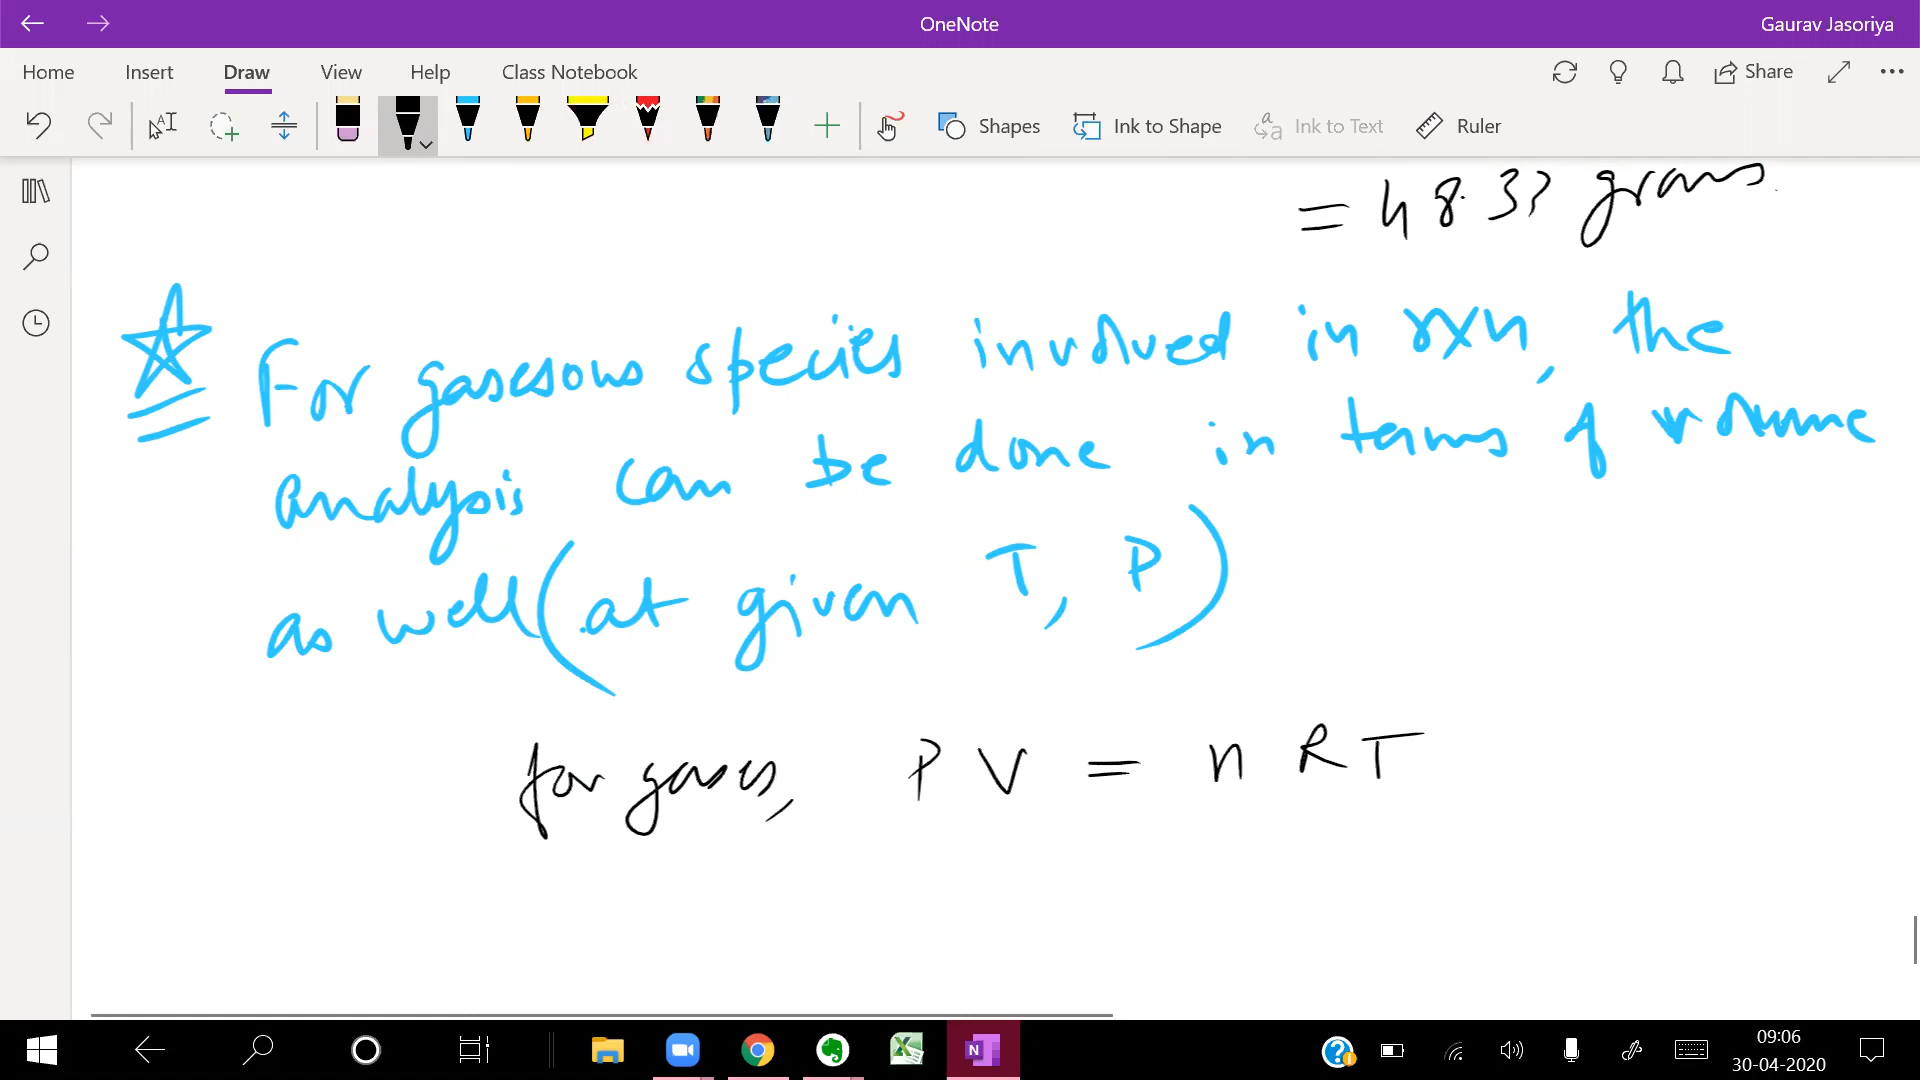 OneNote
Gaurav Jasoriya
Home Insert Draw View Help Class Notebook Share
Shapes Ink to Shape Ink to Text Ruler
= 48.33 grams.
For gasesous species involved in rxn, the
analysis can be done in terms of volume
as well (at given T, P)
for gases, PV = nRT
09:06
30-04-2020